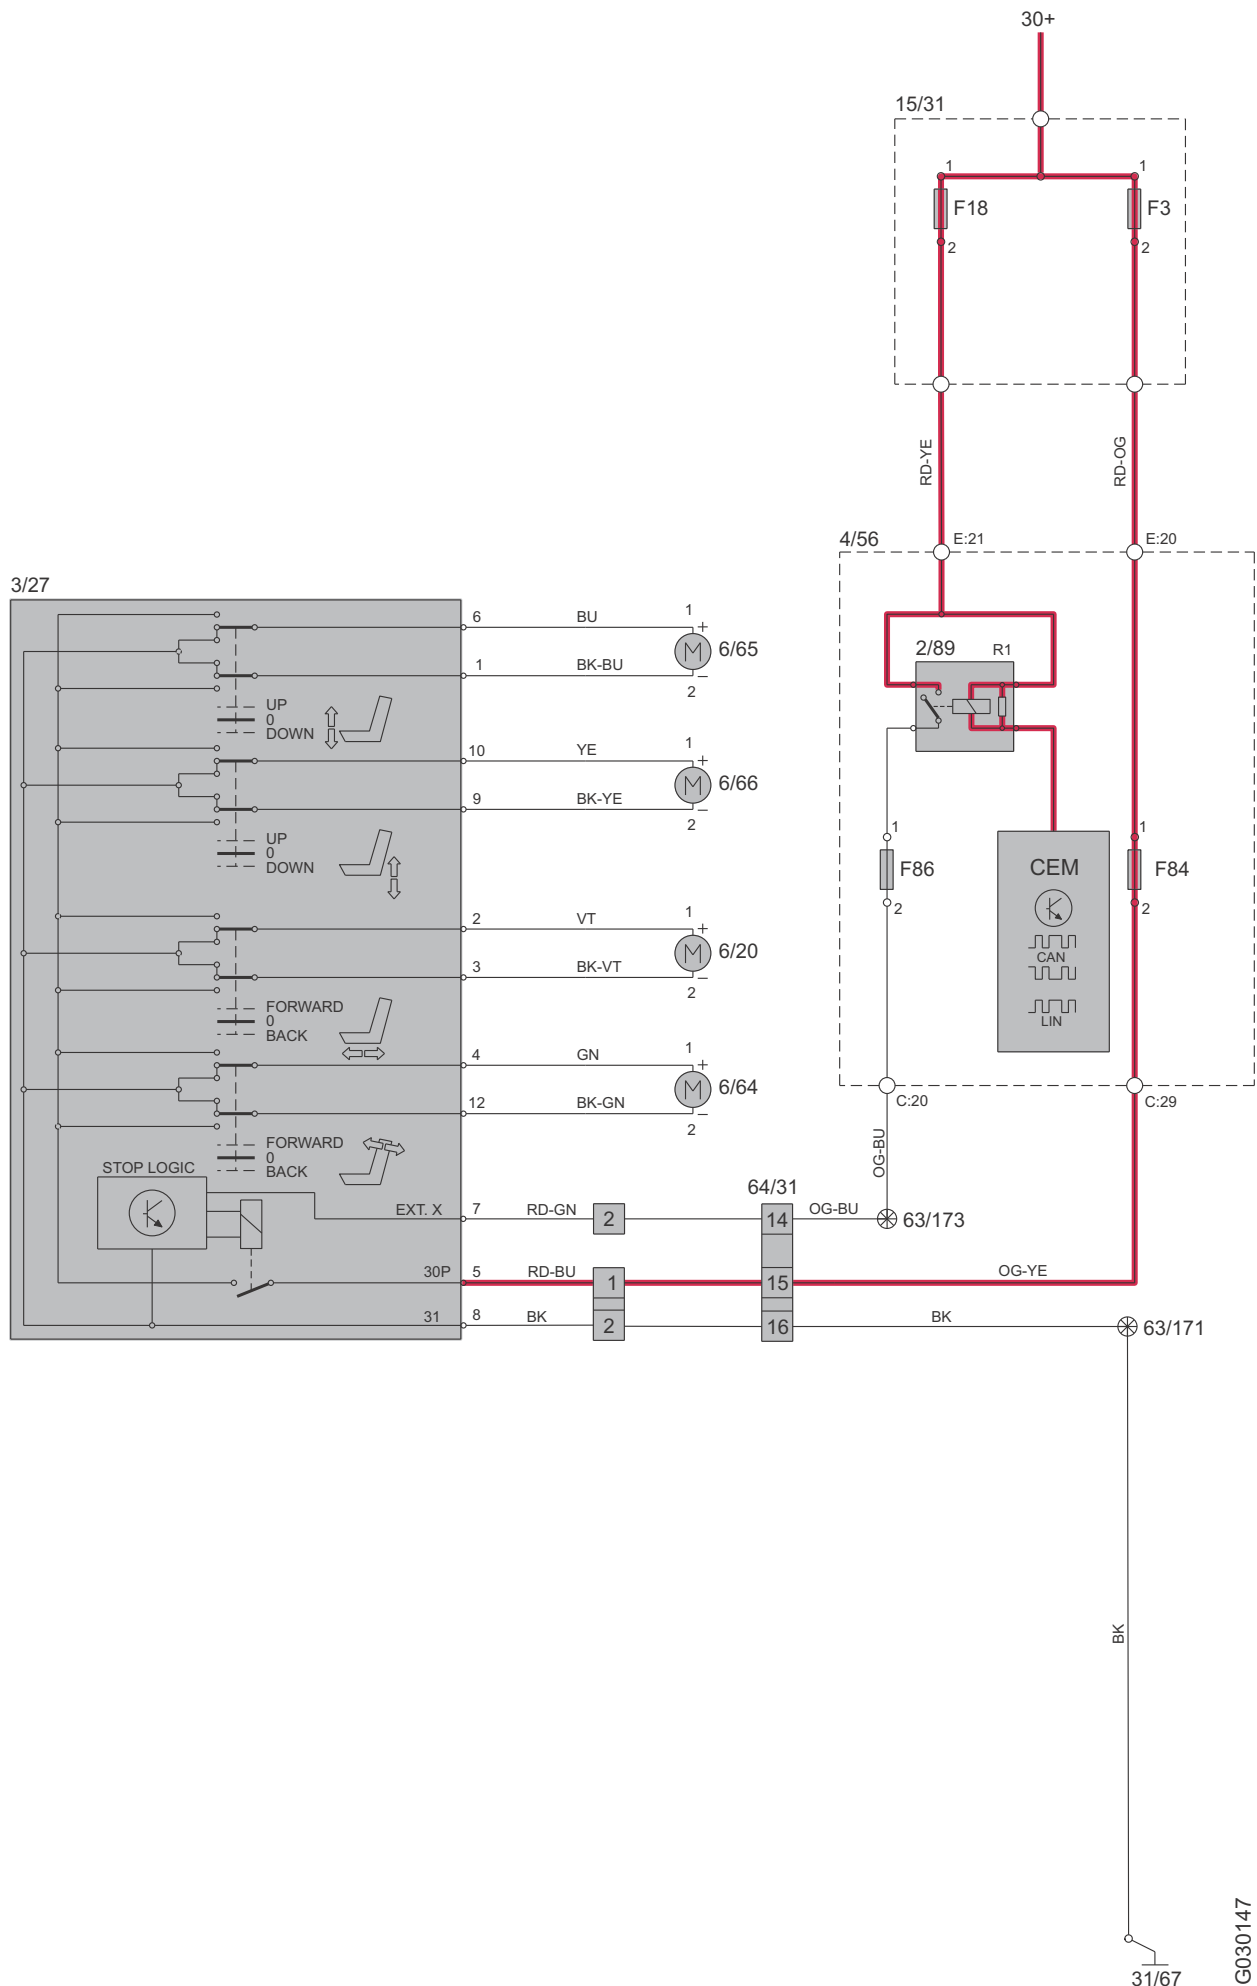 30+
15/31
1
1
F18
F3
2
2
RD-YE
RD-OG
4/56
E:21
E:20
3/27
6
BU
1
+
M
6/65
1
BK-BU
–
2
2/89
R1
UP
0
DOWN
10
YE
1
+
M
6/66
9
BK-YE
–
2
UP
0
DOWN
1
F86
2
CEM
CAN
LIN
1
F84
2
2
VT
1
+
M
6/20
3
BK-VT
–
2
FORWARD
0
BACK
4
GN
1
+
M
6/64
12
BK-GN
–
2
C:20
C:29
FORWARD
0
BACK
OG-BU
STOP LOGIC
64/31
EXT. X
7
RD-GN
2
14
OG-BU
63/173
30P
5
RD-BU
1
15
OG-YE
31
8
BK
2
16
BK
63/171
BK
31/67
G030147